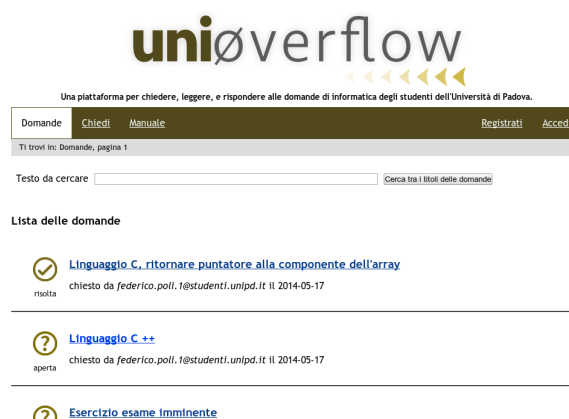 uniøverflow
Una piattaforma per chiedere, leggere, e rispondere alle domande di informatica degli studenti dell'Università di Padova.
Domande Chiedi Manuale Registrati Accedi
Ti trovi in: Domande, pagina 1
Testo da cercare Cerca tra i titoli delle domande
Lista delle domande
Linguaggio C, ritornare puntatore alla componente dell'array
chiesto da federico.poli.1@studenti.unipd.it il 2014-05-17
risolta
Linguaggio C ++
chiesto da federico.poli.1@studenti.unipd.it il 2014-05-17
aperta
Esercizio esame imminente